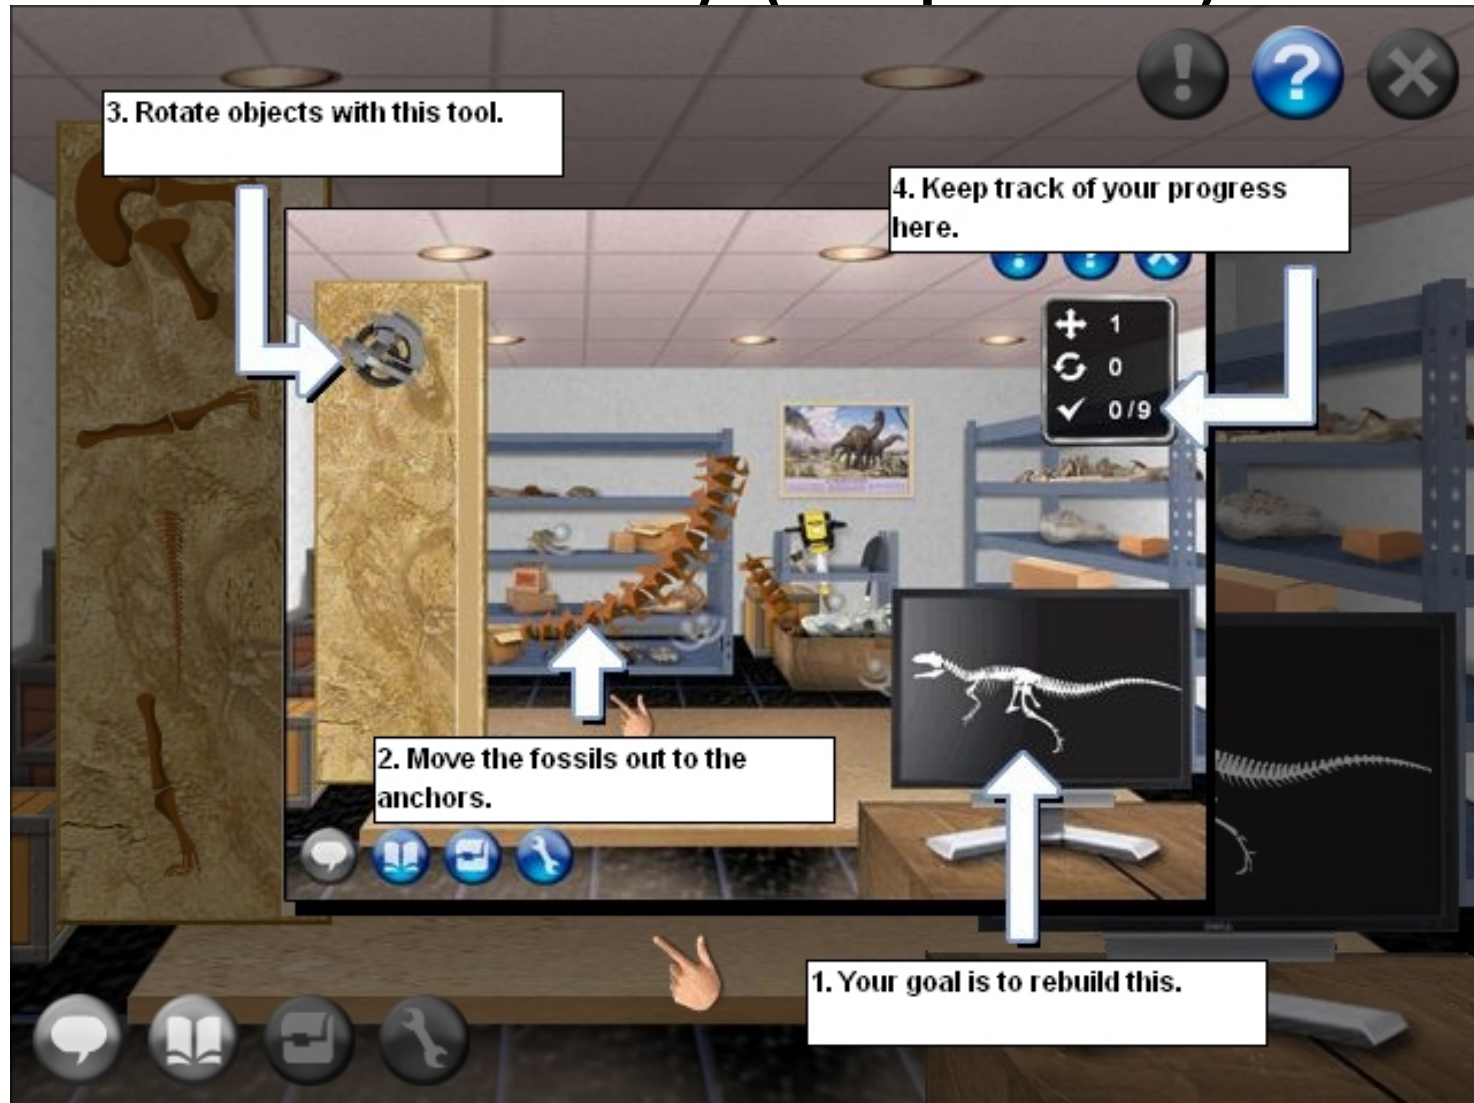 3. Rotate objects with this tool.
4. Keep track of your progress
here.
1
0
0/9
2. Move the fossils out to the
anchors.
1. Your goal is to rebuild this.